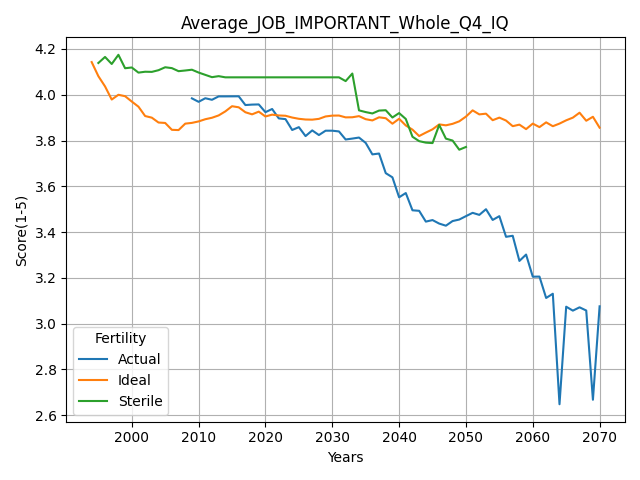 Average_JOB_IMPORTANT_Whole_Q4_IQ
4.2
4.0
3.8
3.6
3.4
3.2
3.0
2.8
2.6
Score(1-5)
Fertility
Actual
Ideal
Sterile
2000 2010 2020 2030 2040 2050 2060 2070
Years